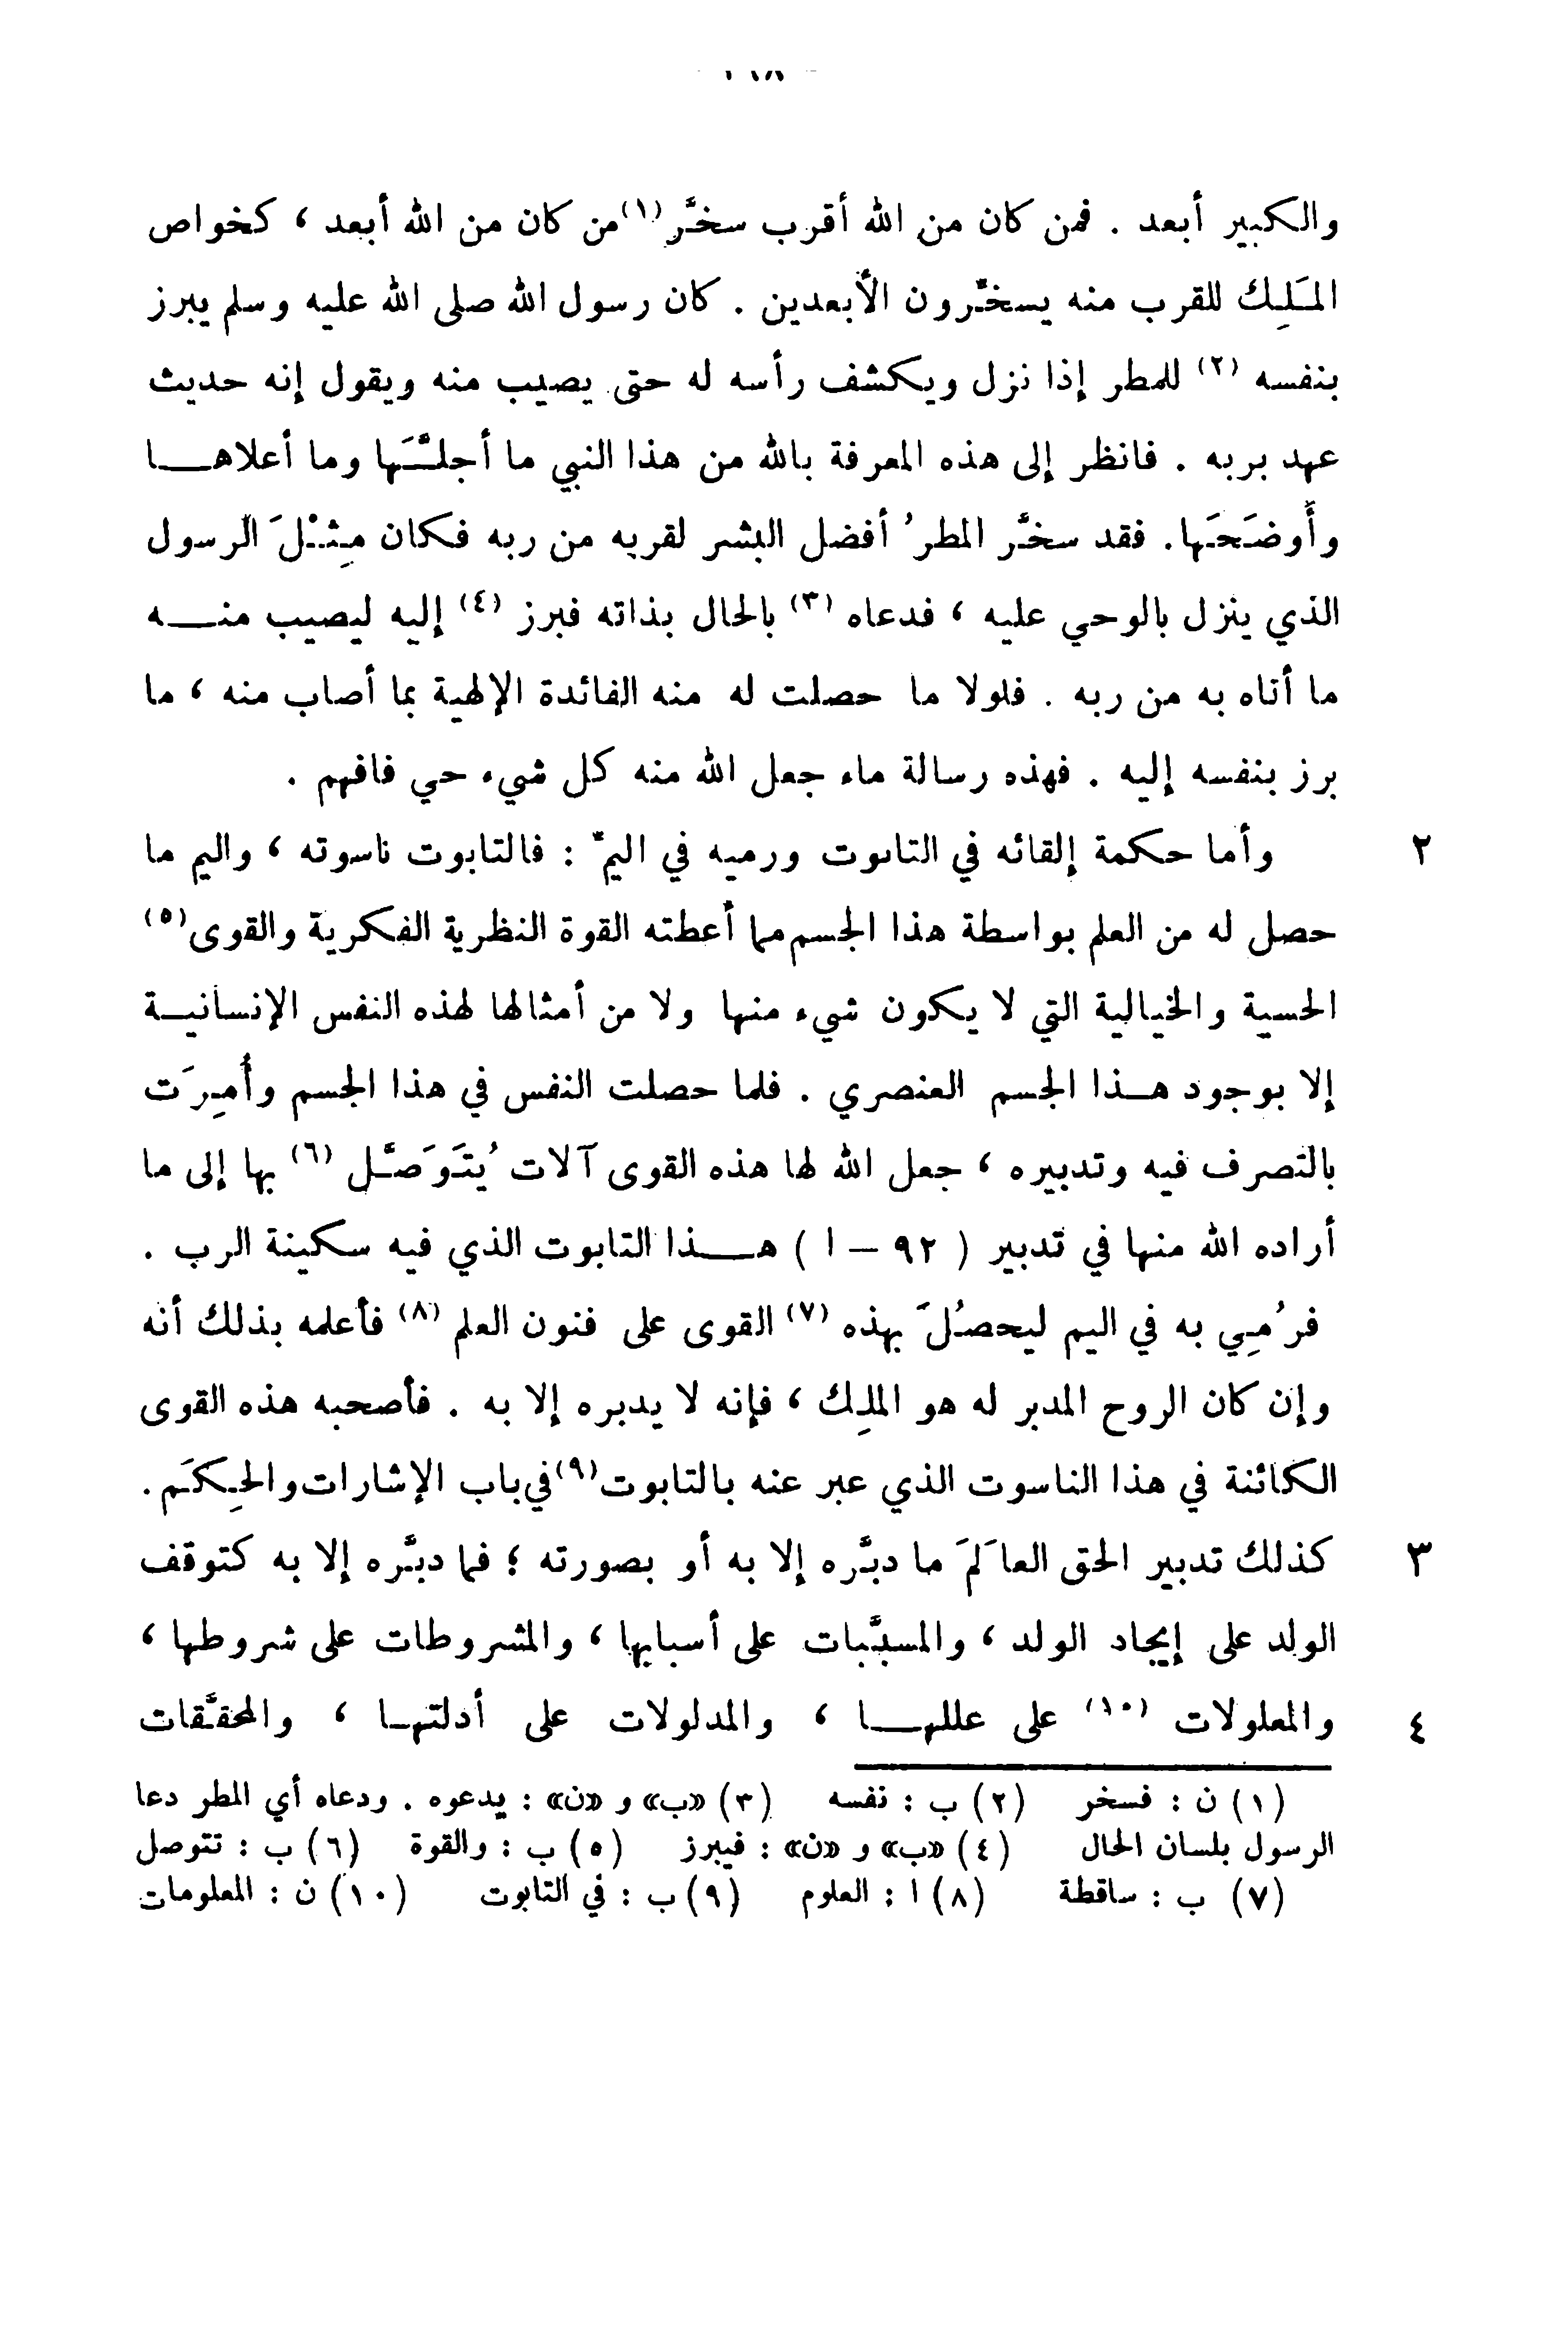 والكبير أبعد . فمن كان من الله أقرب سخَّر (١) من كان من الله أبعد ، كخواص
المَلِك للقرب منه يسخَّرون الأبعدين . كان رسول الله صلى الله عليه وسلم يبرز
بنفسه (٢) للمطر إذا نزل ويكشف رأسه له حتى يصيب منه ويقول إنه حديث
عهد بربه . فانظر إلى هذه المعرفة بالله من هذا النبي ما أجلَّها وما أعلاهـــا
وأوضَحَها. فقد سخَّر المطرُ أفضل البشر لقربه من ربه فكان مِثْلَ الرسول
الذي ينزل بالوحي عليه ، فدعاه (٣) بالحال بذاته فبرز (٤) إليه ليصيب منـــه
ما أتاه به من ربه . فلولا ما حصلت له منه الفائدة الإلهية بما أصاب منه ، ما
برز بنفسه إليه . فهذه رسالة ماء جعل الله منه كل شيء حي فافهم .
٢ وأما حكمة إلقائه في التابوت ورميه في اليمّ : فالتابوت ناسوته ، واليم ما
حصل له من العلم بواسطة هذا الجسم مما أعطته القوة النظرية الفكرية والقوى (٥)
الحسية والخيالية التي لا يكون شيء منها ولا من أمثالها لهذه النفس الإنسانيــة
إلا بوجود هــذا الجسم العنصري . فلما حصلت النفس في هذا الجسم وأُمِرَت
بالتصرف فيه وتدبيره ، جعل الله لها هذه القوى آلات يُتَوَصَّل (٦) بها إلى ما
أراده الله منها في تدبير ( ٩٢ – ا ) هـــذا التابوت الذي فيه سكينة الرب .
فرُمِي به في اليم ليحصُلَ بهذه (٧) القوى على فنون العلم (٨) فأعلمه بذلك أنه
وإن كان الروح المدبر له هو الملِك ، فإنه لا يدبره إلا به . فأصحبه هذه القوى
الكائنة في هذا الناسوت الذي عبر عنه بالتابوت (٩) في باب الإشارات والحِكَم .
٣ كذلك تدبير الحق العالَمَ ما دبَّره إلا به أو بصورته ؛ فما دبَّره إلا به كتوقف
الولد على إيجاد الولد ، والمسبَّبات على أسبابها ، والمشروطات على شروطها ،
٤ والمعلولات (١٠) على عللهـــا ، والمدلولات على أدلتهــا ، والمحقَّقات
(١) ن : فسخر (٢) ب : نفسه (٣) «ب» و «ن» : يدعوه . ودعاه أي المطر دعا
الرسول بلسان الحال (٤) «ب» و «ن» : فيبرز (٥) ب : والقوة (٦) ب : تتوصل
(٧) ب : ساقطة (٨) ا : العلوم (٩) ب : في التابوت (١٠) ن : المعلومات